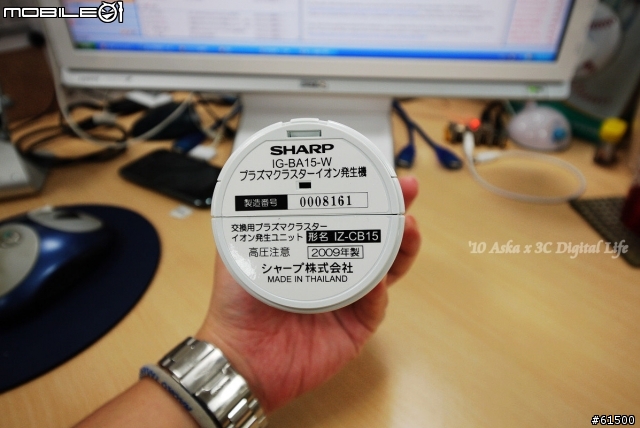 MOBILE01
SHARP
IG-BA15-W
プラズマクラスターイオン発生機
製造番号 0008161
交換用プラズマクラスター
イオン発生ユニット 形名 IZ-CB15
高圧注意 2009年製
シャープ株式会社
MADE IN THAILAND
'10 Aska x 3C Digital Life
#61500